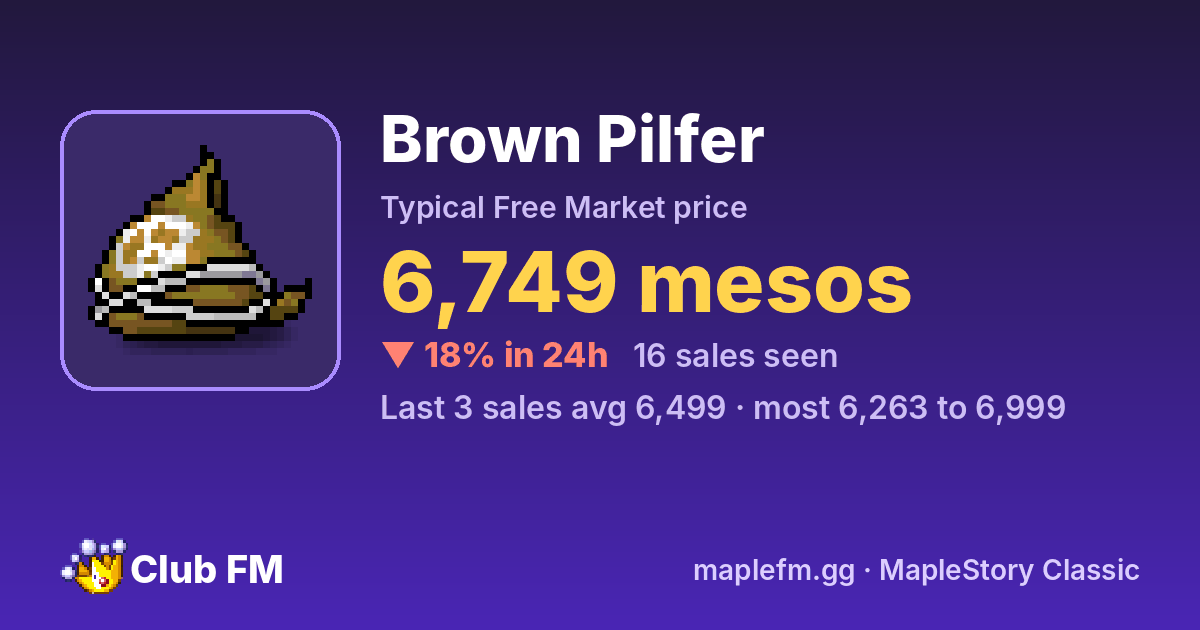 Brown Pilfer
Typical Free Market price
6,749 mesos
▼ 18% in 24h 16 sales seen
Last 3 sales avg 6,499 · most 6,263 to 6,999
Club FM
maplefm.gg · MapleStory Classic